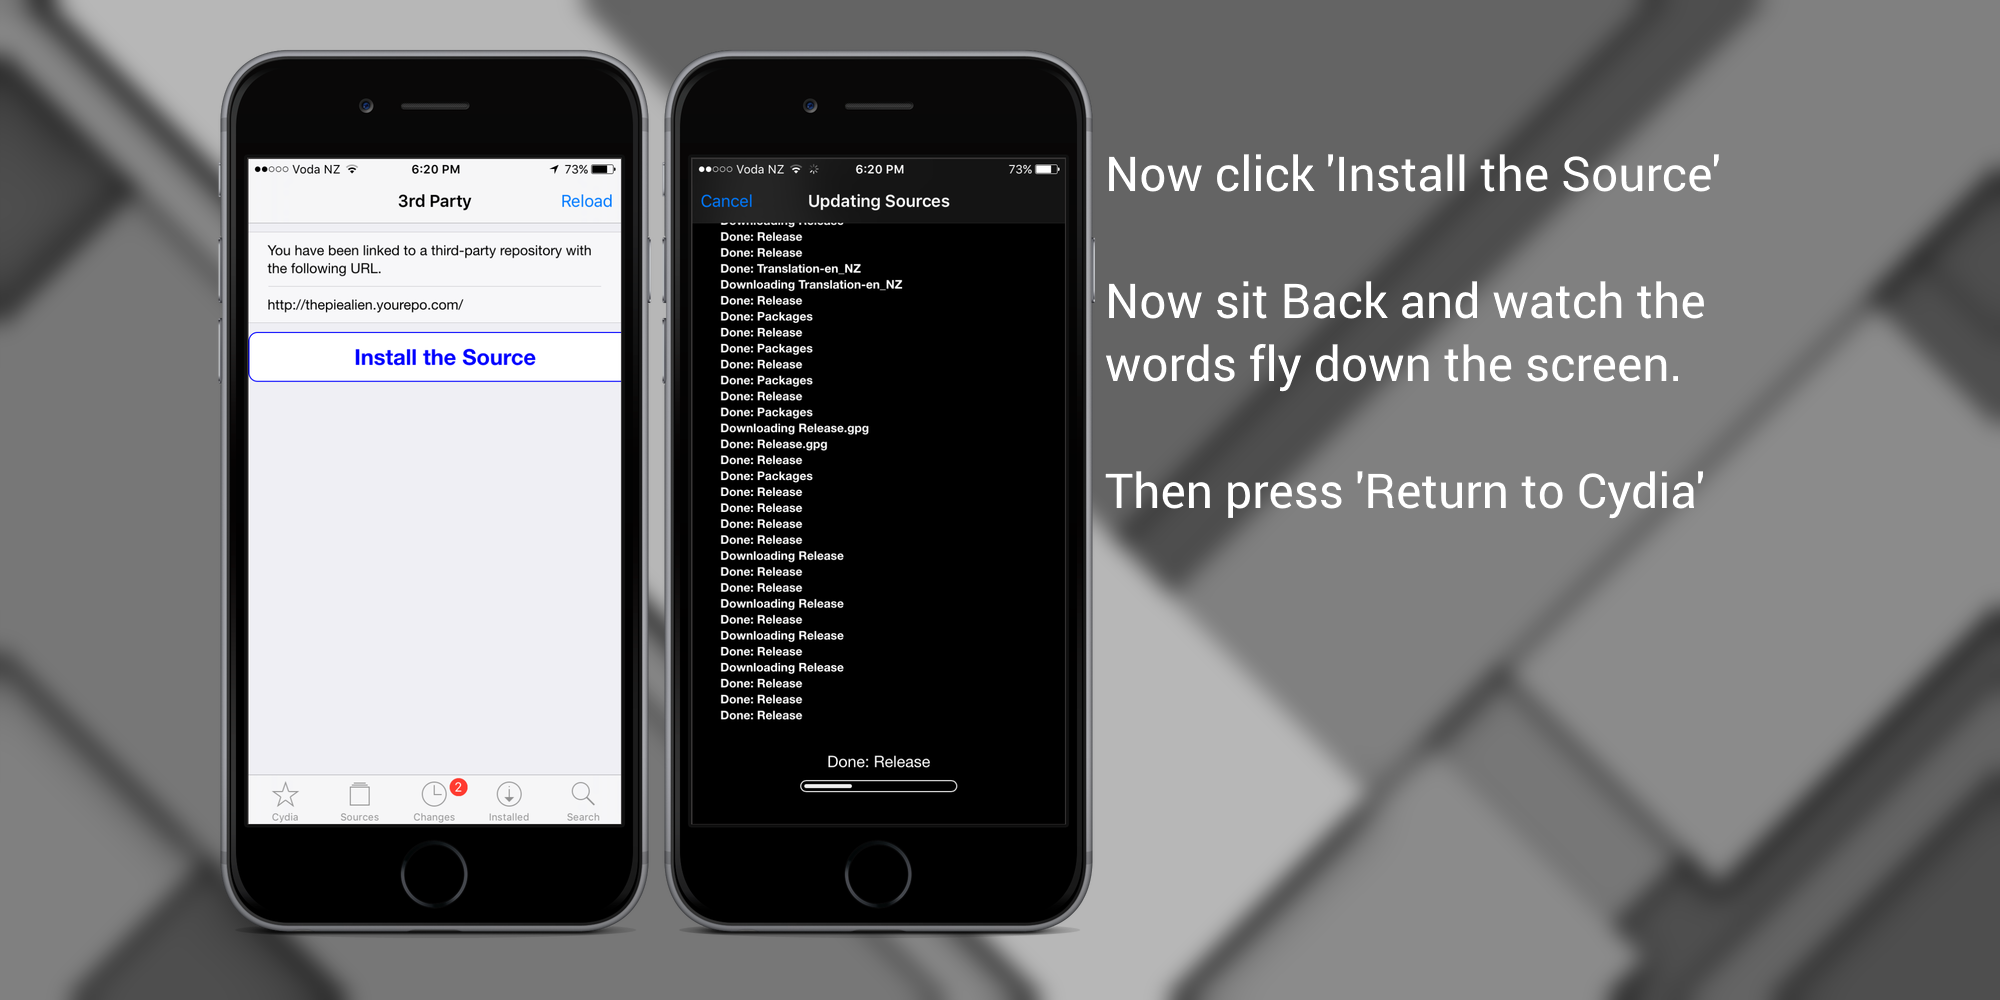 Voda NZ 6:20 PM 73%
3rd Party Reload
You have been linked to a third-party repository with
the following URL.
http://thepiealien.yourepo.com/
Install the Source
2
Cydia Sources Changes Installed Search
Voda NZ 6:20 PM 73%
Cancel Updating Sources
Downloading Release
Done: Release
Done: Release
Done: Translation-en_NZ
Downloading Translation-en_NZ
Done: Release
Done: Packages
Done: Release
Done: Packages
Done: Release
Done: Packages
Done: Release
Done: Packages
Downloading Release.gpg
Done: Release.gpg
Done: Release
Done: Packages
Done: Release
Done: Release
Done: Release
Done: Release
Downloading Release
Done: Release
Done: Release
Downloading Release
Done: Release
Downloading Release
Done: Release
Downloading Release
Done: Release
Done: Release
Done: Release
Done: Release
Now click 'Install the Source'
Now sit Back and watch the
words fly down the screen.
Then press 'Return to Cydia'